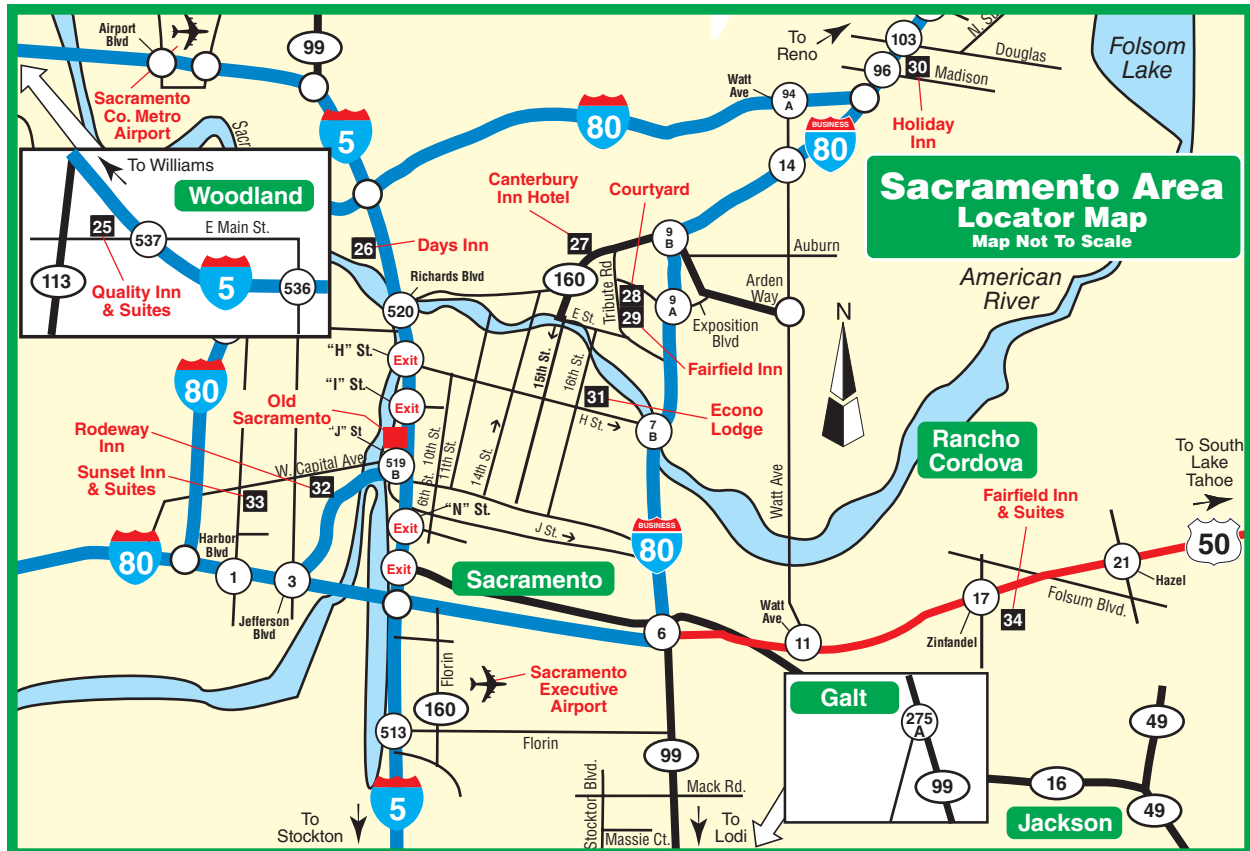 Airport
Blvd
99
To
Reno
103
N. S
Douglas
Folsom
Lake
96
30
Madison
Watt
Ave
94
A
Sacramento
Co. Metro
Airport
Sacr
5
80
BUSINESS
80
Holiday
Inn
14
To Williams
Woodland
Sacramento Area
Locator Map
Map Not To Scale
Canterbury
Inn Hotel
Courtyard
25
E Main St.
537
26
Days Inn
27
9
B
Auburn
113
Quality Inn
& Suites
5
536
Richards Blvd
160
Tribute Rd
28
29
9
A
Arden
Way
Exposition
Blvd
American
River
520
E St.
N
"H" St.
Exit
15th St.
16th St.
Fairfield Inn
80
"I" St.
Exit
31
Econo
Lodge
Old
Sacramento
"J" St
H St.
7
B
Rodeway
Inn
W. Capital Ave
519
B
6th St.
10th St.
11th St.
14th St.
Watt Ave
Rancho
Cordova
To South
Lake
Tahoe
Sunset Inn
& Suites
32
33
"N" St.
Exit
J St.
Fairfield Inn
& Suites
50
BUSINESS
80
80
Harbor
Blvd
1
3
Exit
Sacramento
21
Hazel
Folsum Blvd.
17
34
Zinfandel
Jefferson
Blvd
6
Watt
Ave
11
Florin
Sacramento
Executive
Airport
160
Galt
275
A
49
513
Florin
99
99
Mack Rd.
16
49
5
To
Stockton
Stockton Blvd.
Massie Ct.
To
Lodi
Jackson